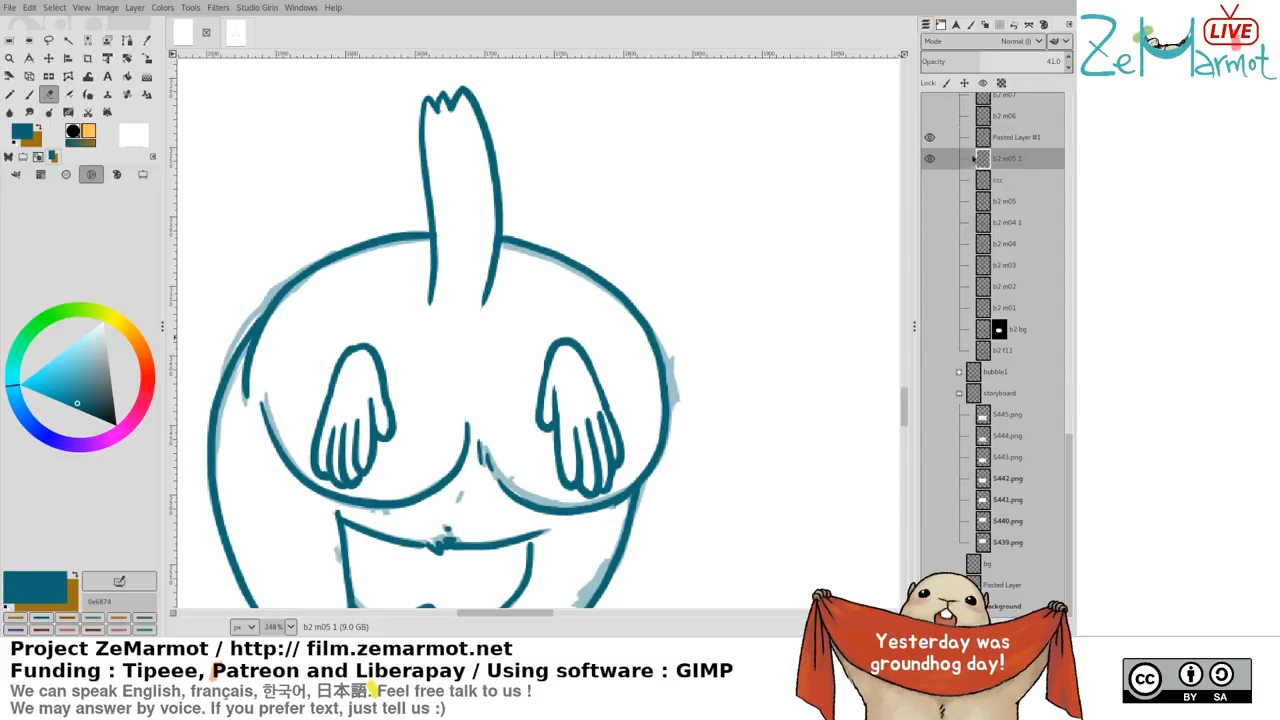 File Edit Select View Image Layer Colors Tools Filters Studio Girin Windows Help
Mode Normal (l)
Opacity 41.0
Lock:
b2 m07
b2 m06
Pasted Layer #1
b2 m05 1
ccc
b2 m05
b2 m04 1
b2 m04
b2 m03
b2 m02
b2 m01
b2 bg
b2 f11
bubble1
storyboard
S445.png
S444.png
S443.png
S442.png
S441.png
S440.png
S439.png
bg
Pasted Layer
0e6874
px 248% b2 m05 1 (9.0 GB)
ZeMarmot
LIVE
Project ZeMarmot / http:// film.zemarmot.net
Funding : Tipeee, Patreon and Liberapay / Using software : GIMP
We can speak English, français, 한국어, 日本語. Feel free talk to us !
We may answer by voice. If you prefer text, just tell us :)
Yesterday was
groundhog day!
CC
BY SA